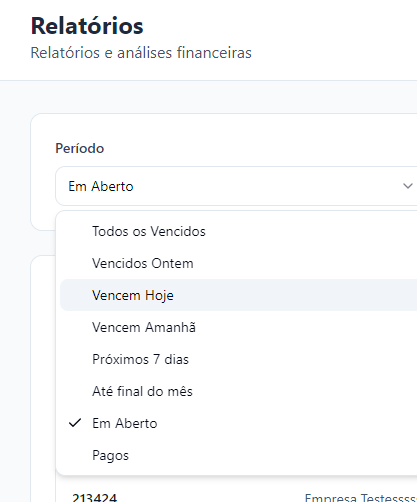 Relatórios
Relatórios e análises financeiras
Período
Em Aberto
Todos os Vencidos
Vencidos Ontem
Vencem Hoje
Vencem Amanhã
Próximos 7 dias
Até final do mês
Em Aberto
Pagos
213424 Empresa Testessss